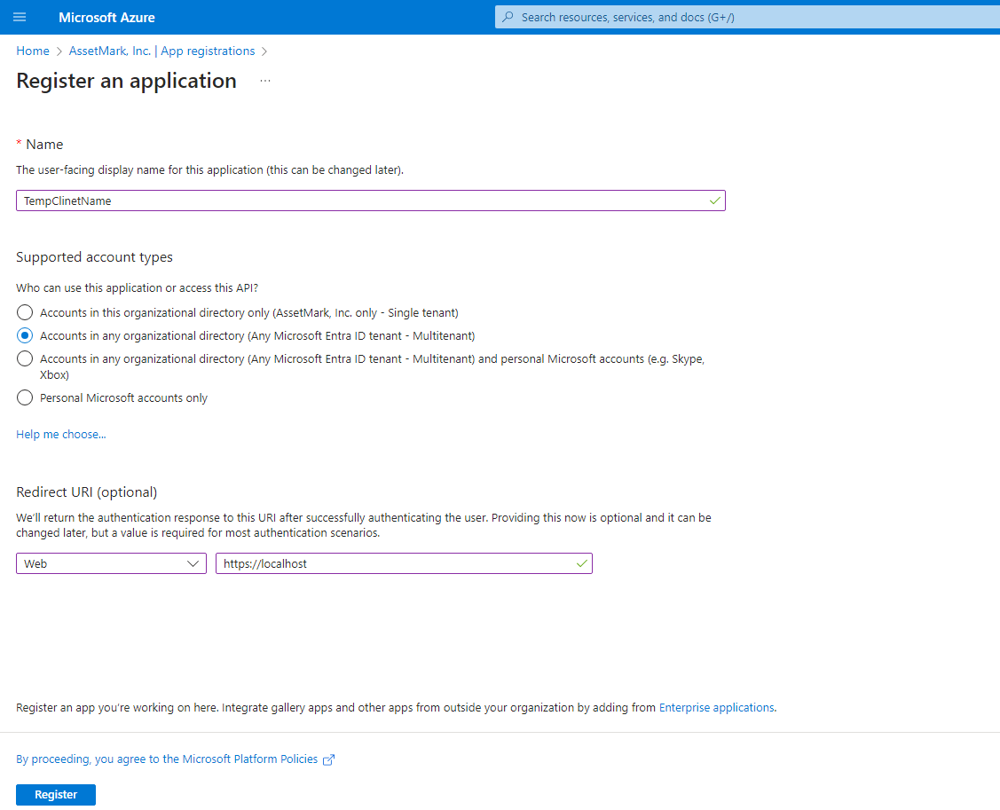 Microsoft Azure
Search resources, services, and docs (G+/)
Home > AssetMark, Inc. | App registrations >
Register an application ...
* Name
The user-facing display name for this application (this can be changed later).
TempClinetName
Supported account types
Who can use this application or access this API?
Accounts in this organizational directory only (AssetMark, Inc. only - Single tenant)
Accounts in any organizational directory (Any Microsoft Entra ID tenant - Multitenant)
Accounts in any organizational directory (Any Microsoft Entra ID tenant - Multitenant) and personal Microsoft accounts (e.g. Skype,
Xbox)
Personal Microsoft accounts only
Help me choose...
Redirect URI (optional)
We'll return the authentication response to this URI after successfully authenticating the user. Providing this now is optional and it can be
changed later, but a value is required for most authentication scenarios.
Web
https://localhost
Register an app you're working on here. Integrate gallery apps and other apps from outside your organization by adding from Enterprise applications.
By proceeding, you agree to the Microsoft Platform Policies
Register